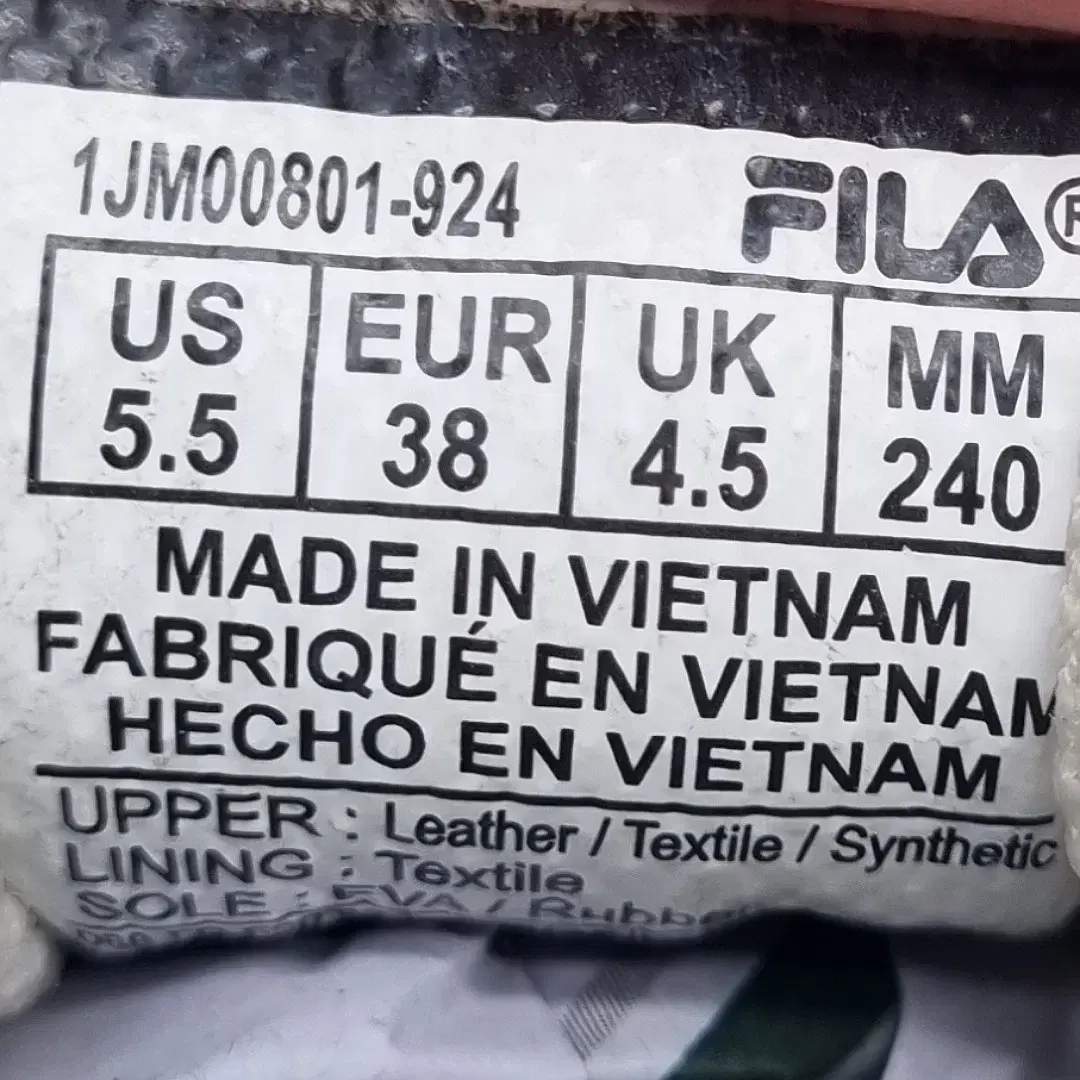 1JM00801-924 FILA®
US EUR UK MM
5.5 38 4.5 240
MADE IN VIETNAM
FABRIQUÉ EN VIETNAM
HECHO EN VIETNAM
UPPER : Leather / Textile / Synthetic
LINING : Textile
SOLE : EVA / Rubber